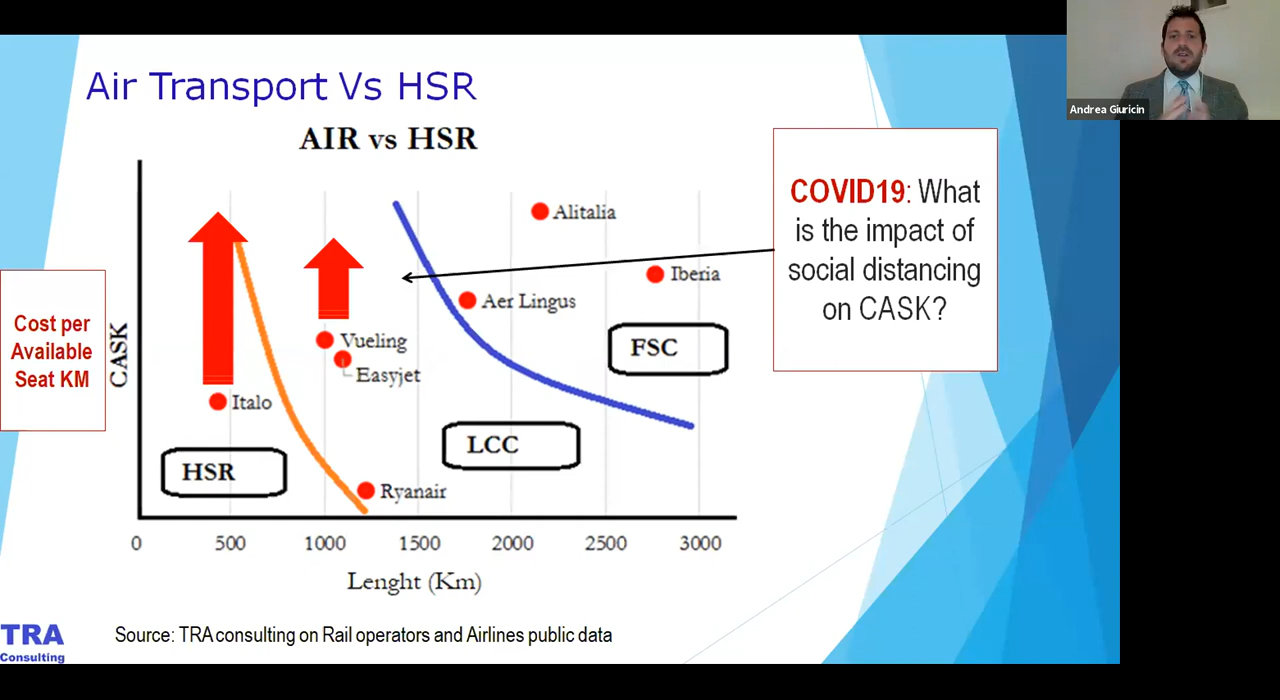 Air Transport Vs HSR
Andrea Giuricin
AIR vs HSR
COVID19: What
is the impact of
social distancing
on CASK?
Cost per
Available
Seat KM
CASK
Alitalia
Iberia
Aer Lingus
Vueling
Easyjet
Italo
Ryanair
FSC
LCC
HSR
0 500 1000 1500 2000 2500 3000
Lenght (Km)
TRA
Consulting
Source: TRA consulting on Rail operators and Airlines public data